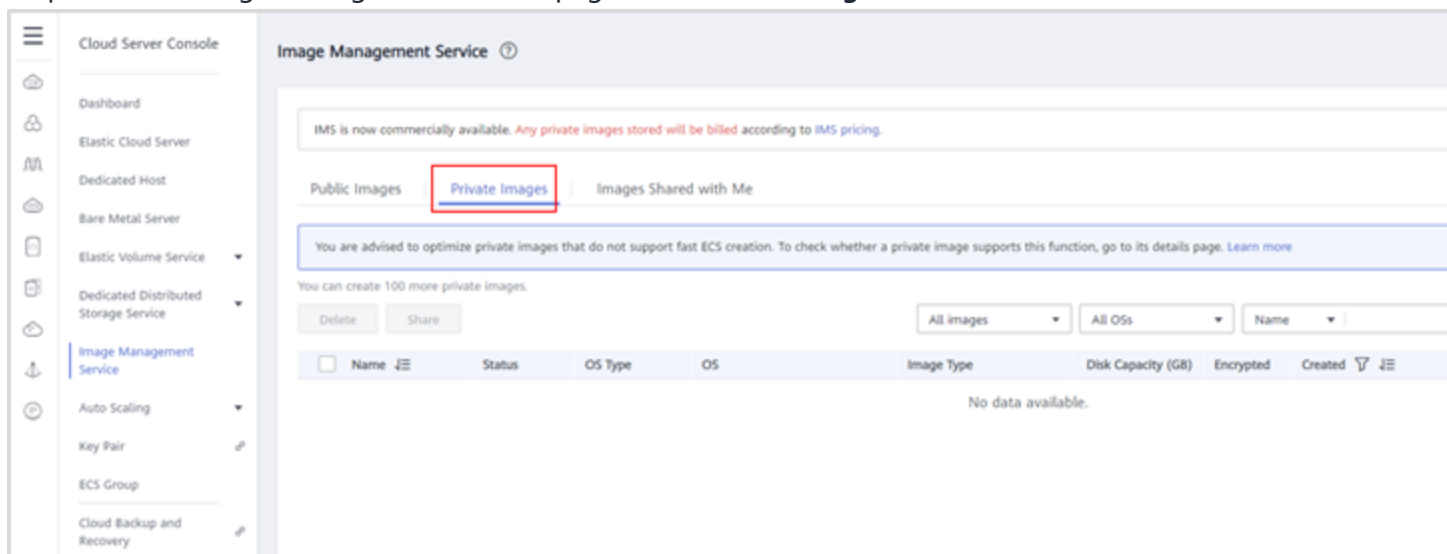 Cloud Server Console
Dashboard
Elastic Cloud Server
Dedicated Host
Bare Metal Server
Elastic Volume Service
Dedicated Distributed
Storage Service
Image Management
Service
Auto Scaling
Key Pair
ECS Group
Cloud Backup and
Recovery
Image Management Service
IMS is now commercially available. Any private images stored will be billed according to IMS pricing.
Public Images Private Images Images Shared with Me
You are advised to optimize private images that do not support fast ECS creation. To check whether a private image supports this function, go to its details page. Learn more
You can create 100 more private images.
Delete Share All images All OSs Name
Name Status OS Type OS Image Type Disk Capacity (GB) Encrypted Created
No data available.